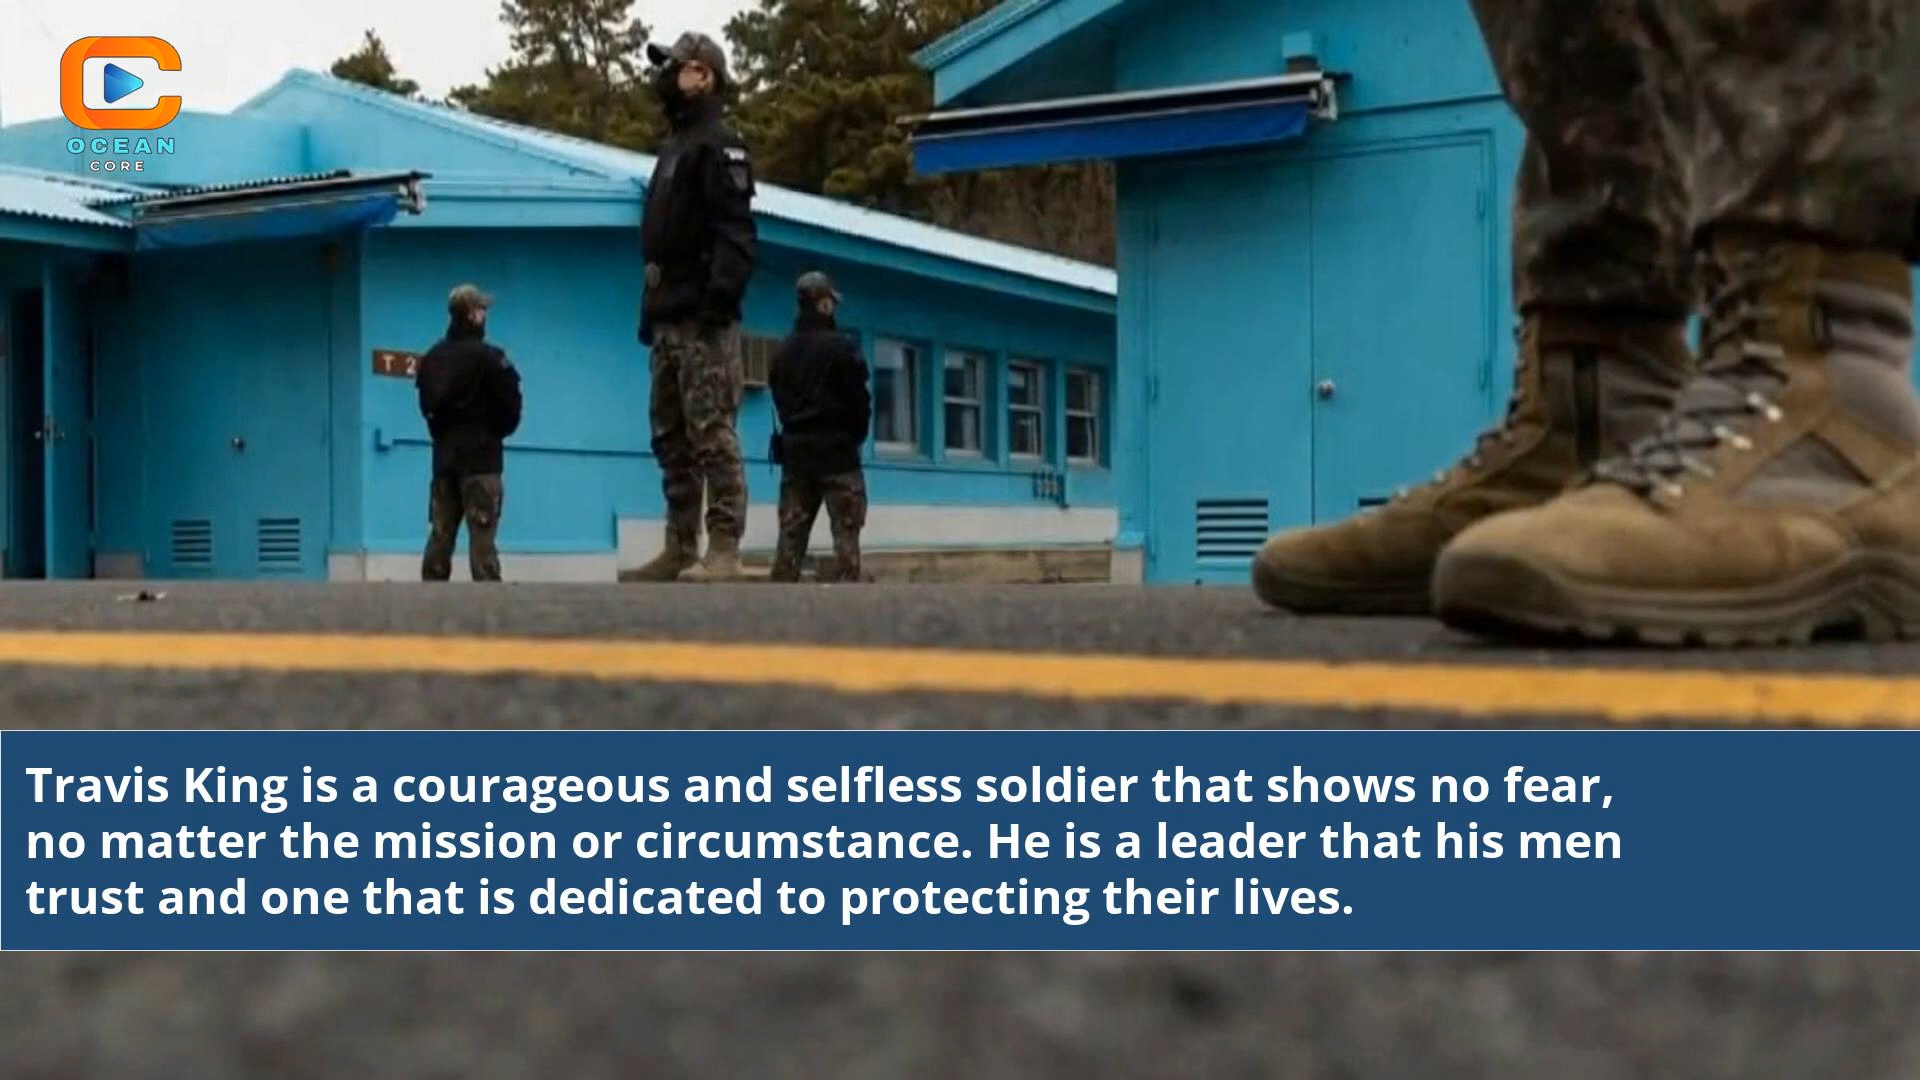 OCEAN
CORE
T 2
Travis King is a courageous and selfless soldier that shows no fear,
no matter the mission or circumstance. He is a leader that his men
trust and one that is dedicated to protecting their lives.